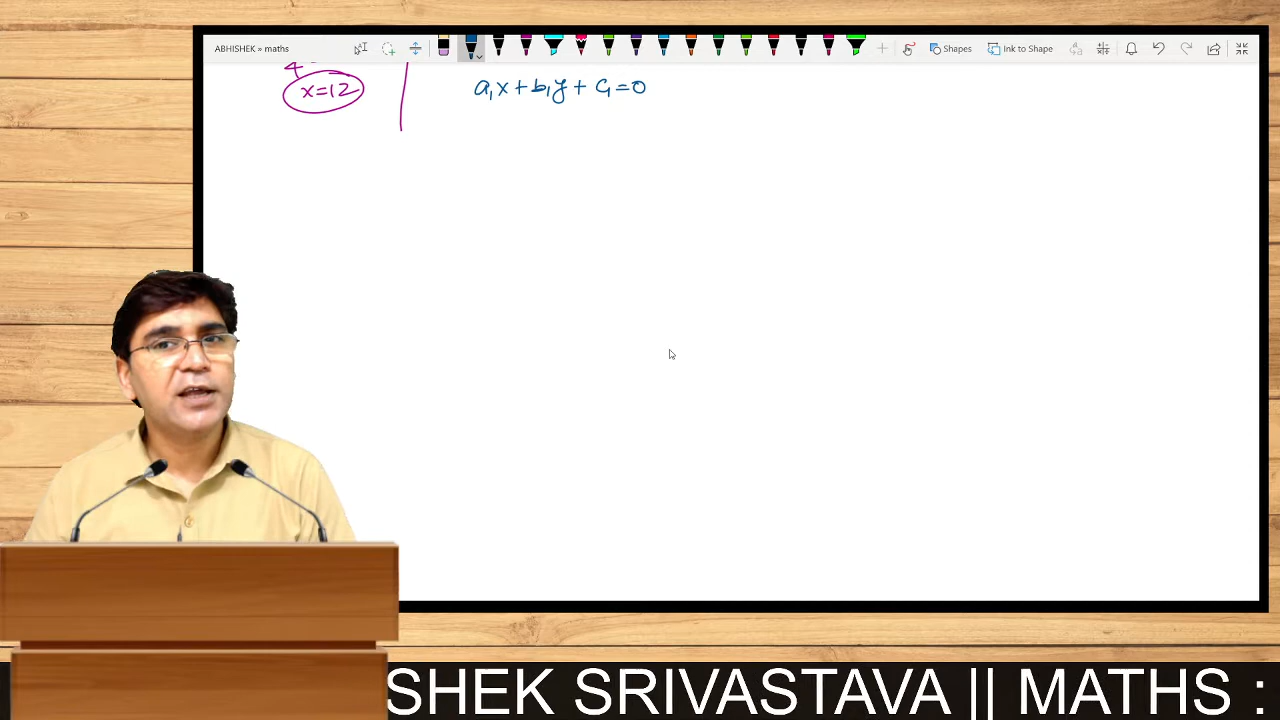 ABHISHEK » maths
Shapes
Ink to Shape
x=12
a₁x + b₁y + c₁ = 0
SHEK SRIVASTAVA || MATHS :